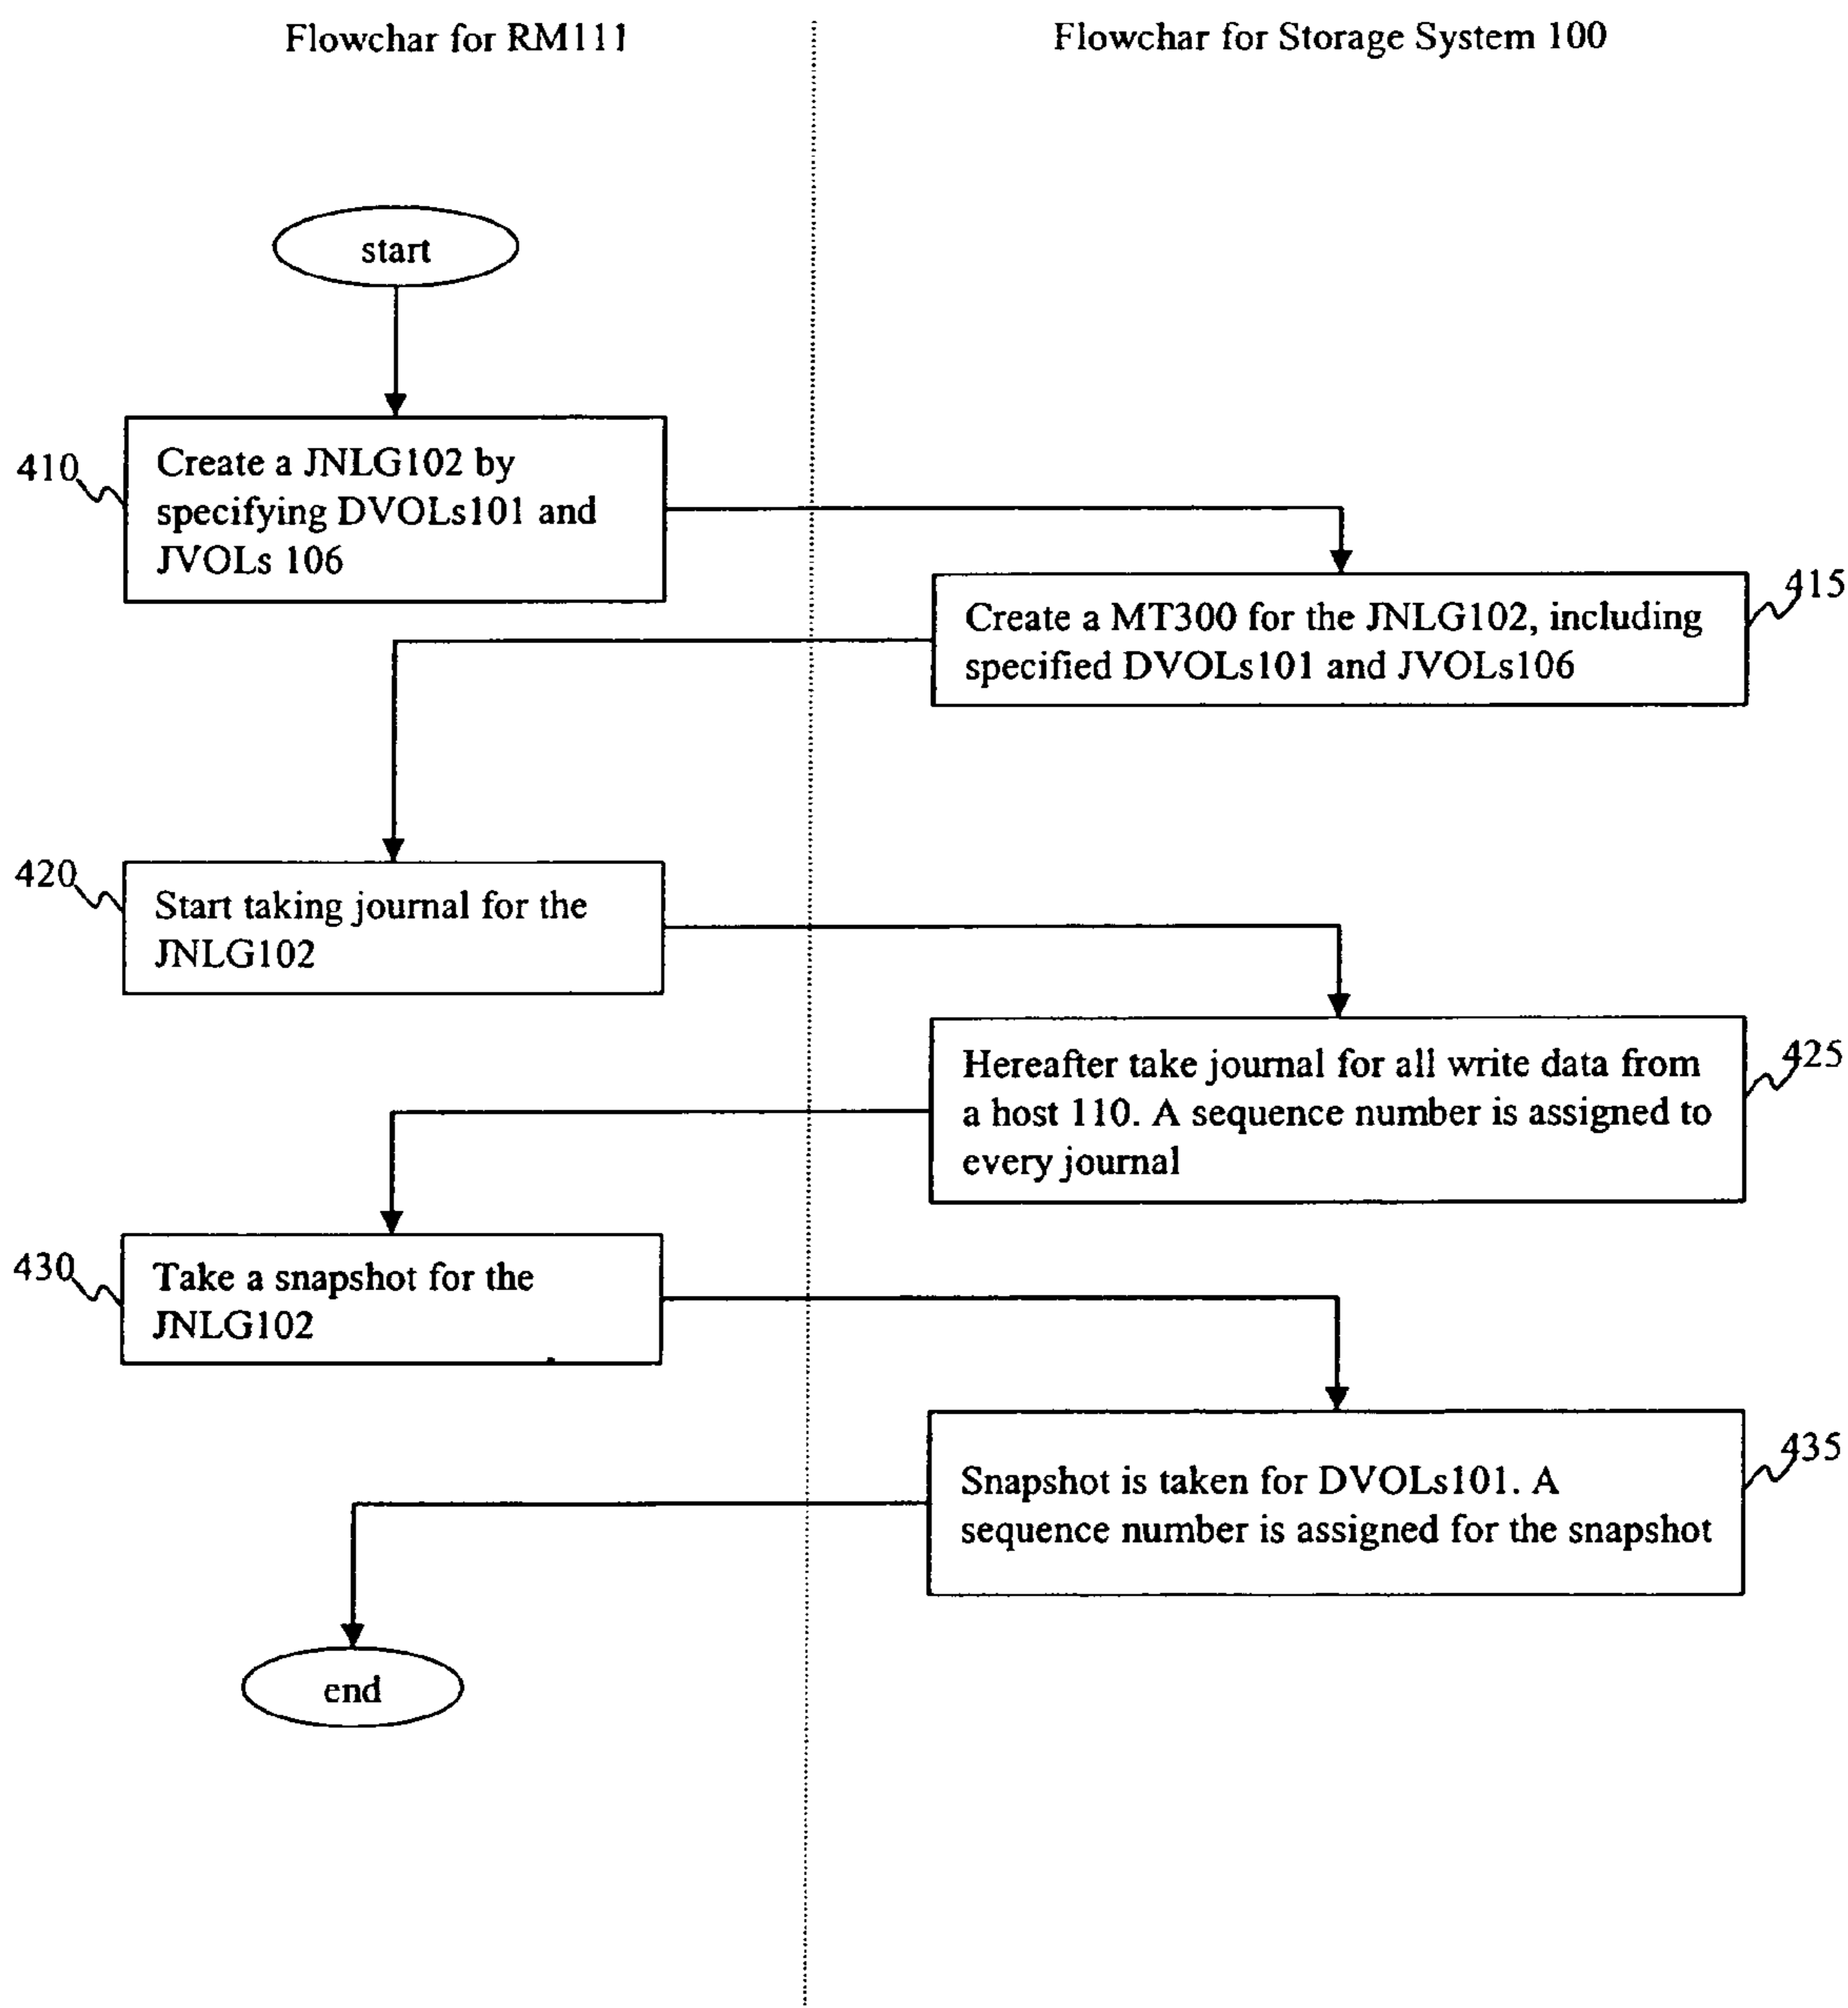 Flowchar for RM111
Flowchar for Storage System 100
start
410
Create a JNLG102 by
specifying DVOLs101 and
JVOLs 106
415
Create a MT300 for the JNLG102, including
specified DVOLs101 and JVOLs106
420
Start taking journal for the
JNLG102
425
Hereafter take journal for all write data from
a host 110. A sequence number is assigned to
every journal
430
Take a snapshot for the
JNLG102
435
Snapshot is taken for DVOLs101. A
sequence number is assigned for the snapshot
end